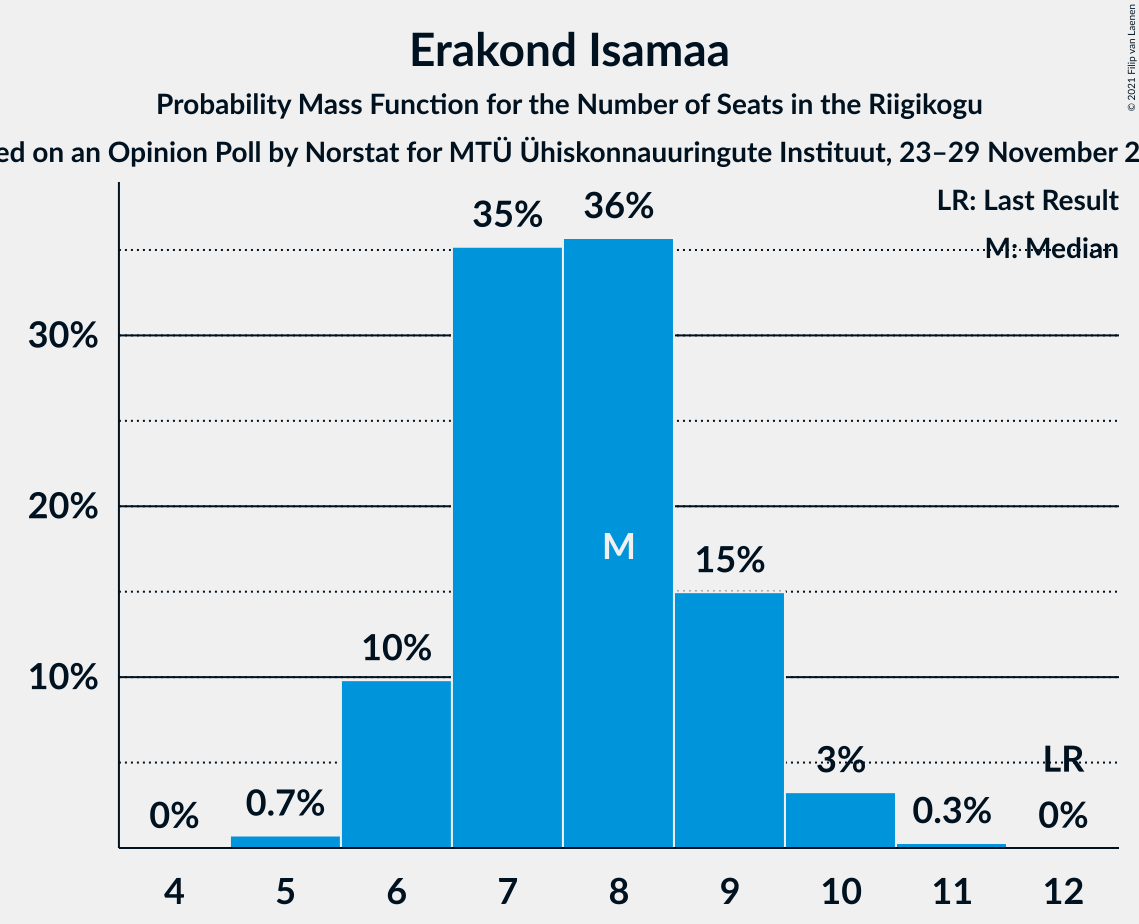 Erakond Isamaa
Probability Mass Function for the Number of Seats in the Riigikogu
ed on an Opinion Poll by Norstat for MTÜ Ühiskonnauuringute Instituut, 23–29 November 2
© 2021 Filip van Laenen
LR: Last Result
M: Median
35%
36%
30%
20%
M
15%
10%
10%
3%
LR
0%
0.7%
0.3%
0%
4 5 6 7 8 9 10 11 12